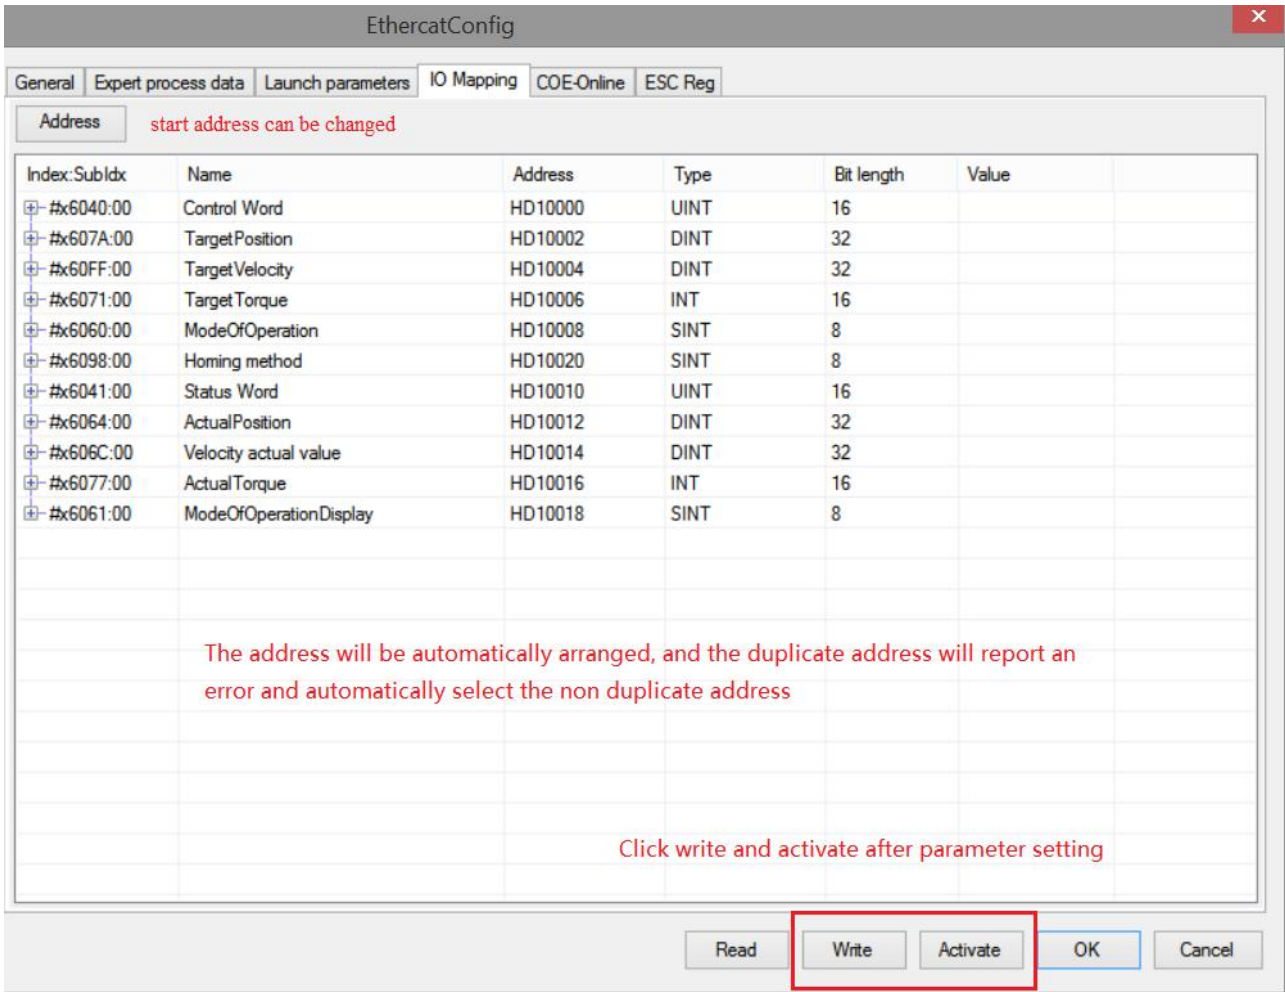 EthercatConfig
General Expert process data Launch parameters IO Mapping COE-Online ESC Reg
Address start address can be changed
Index:SubIdx Name Address Type Bit length Value
#x6040:00 Control Word HD10000 UINT 16
#x607A:00 TargetPosition HD10002 DINT 32
#x60FF:00 TargetVelocity HD10004 DINT 32
#x6071:00 TargetTorque HD10006 INT 16
#x6060:00 ModeOfOperation HD10008 SINT 8
#x6098:00 Homing method HD10020 SINT 8
#x6041:00 Status Word HD10010 UINT 16
#x6064:00 ActualPosition HD10012 DINT 32
#x606C:00 Velocity actual value HD10014 DINT 32
#x6077:00 ActualTorque HD10016 INT 16
#x6061:00 ModeOfOperationDisplay HD10018 SINT 8
The address will be automatically arranged, and the duplicate address will report an
error and automatically select the non duplicate address
Click write and activate after parameter setting
Read Write Activate OK Cancel